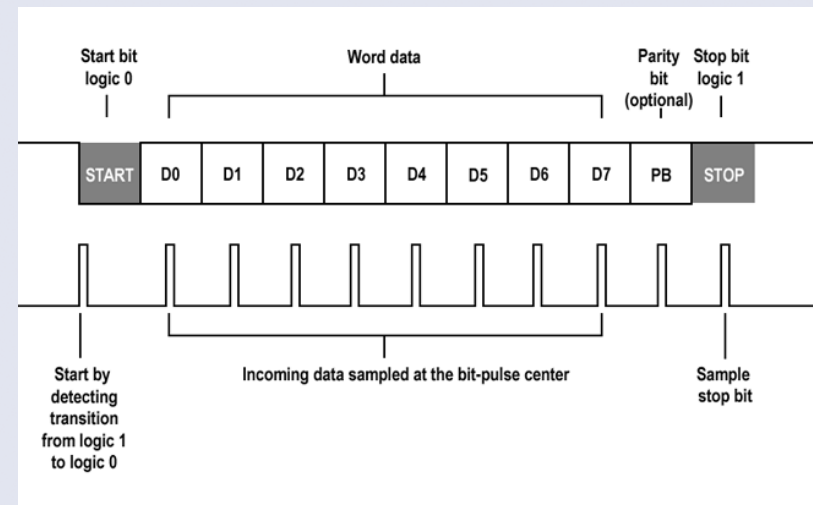 Start bit
logic 0
Word data
Parity
bit
(optional)
Stop bit
logic 1
START D0 D1 D2 D3 D4 D5 D6 D7 PB STOP
Start by
detecting
transition
from logic 1
to logic 0
Incoming data sampled at the bit-pulse center
Sample
stop bit